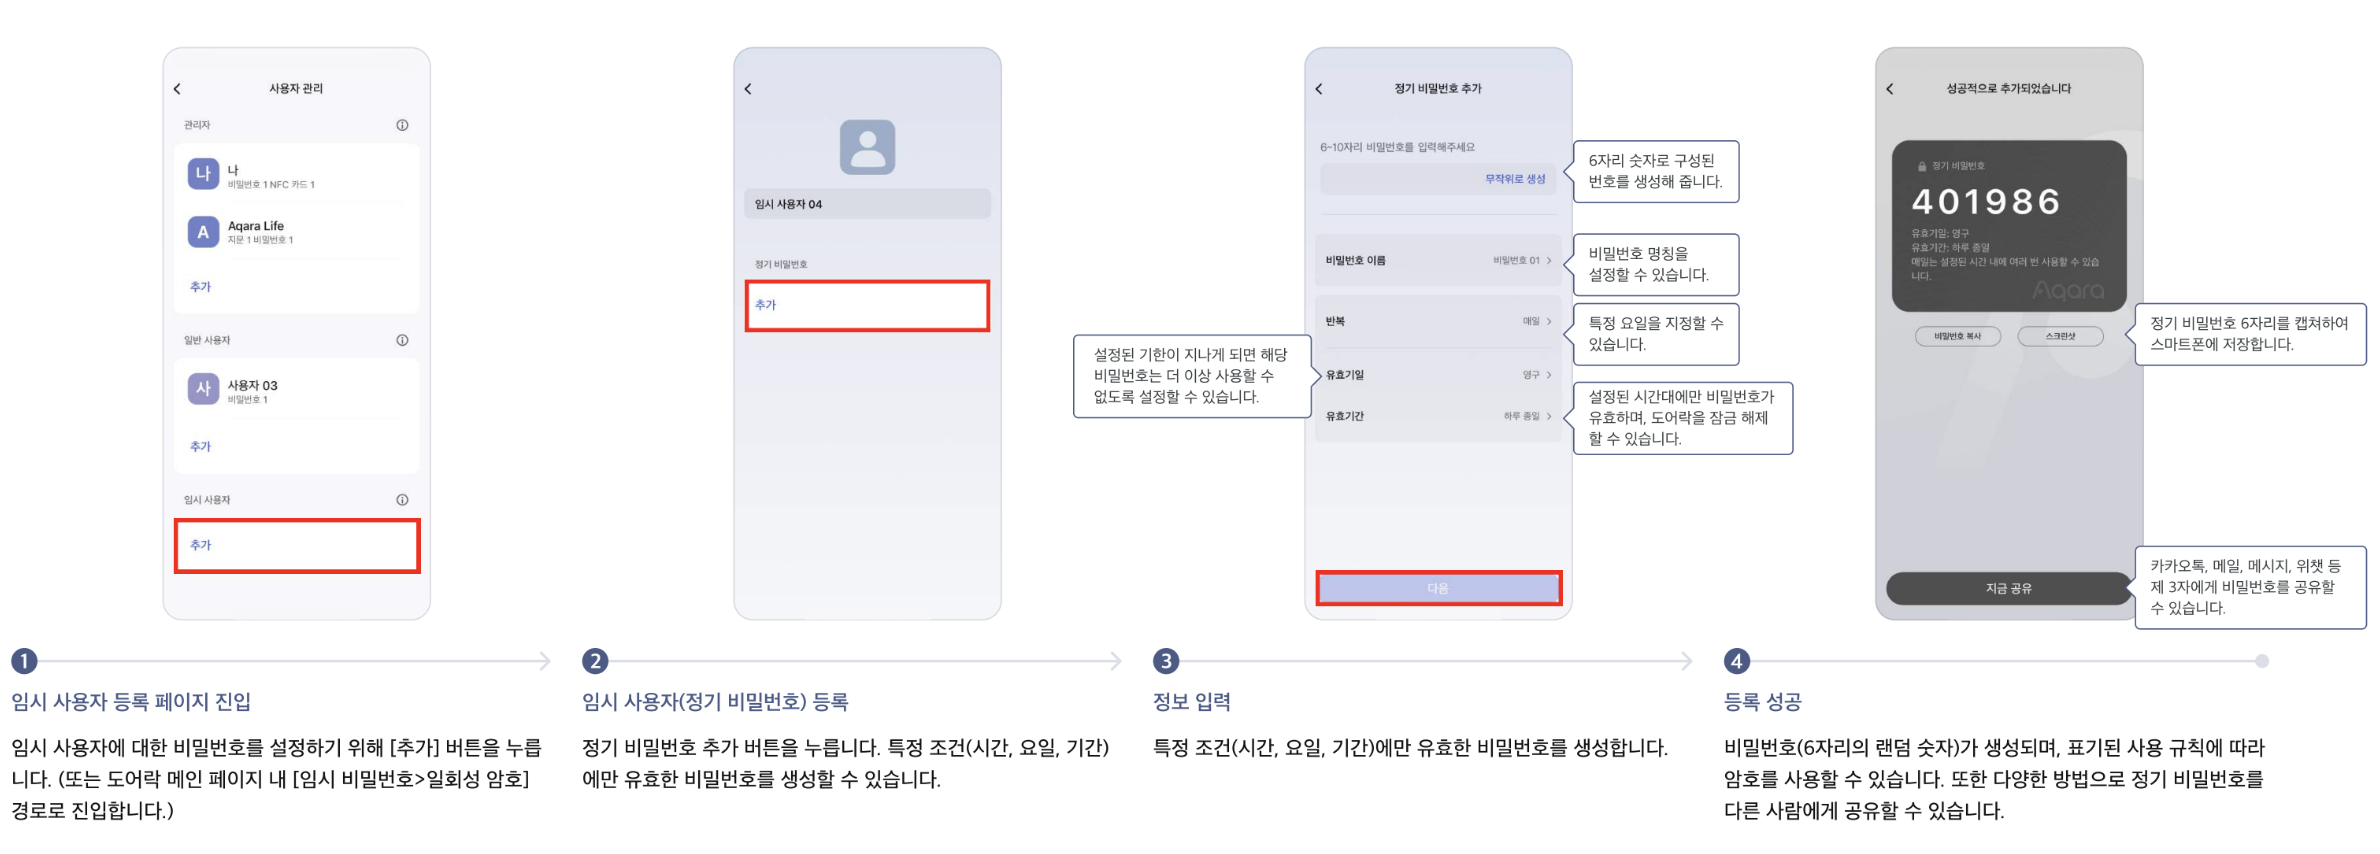 사용자 관리
관리자
나
나
비밀번호 1 NFC 카드 1
A
Aqara Life
지문 1 비밀번호 1
추가
일반 사용자
사
사용자 03
비밀번호 1
추가
임시 사용자
추가
임시 사용자 04
정기 비밀번호
추가
정기 비밀번호 추가
6~10자리 비밀번호를 입력해주세요
무작위로 생성
6자리 숫자로 구성된
번호를 생성해 줍니다.
비밀번호 이름
비밀번호 01
비밀번호 명칭을
설정할 수 있습니다.
반복
매일
특정 요일을 지정할 수
있습니다.
설정된 기한이 지나게 되면 해당
비밀번호는 더 이상 사용할 수
없도록 설정할 수 있습니다.
유효기일
영구
유효기간
하루 종일
설정된 시간대에만 비밀번호가
유효하며, 도어락을 잠금 해제
할 수 있습니다.
다음
성공적으로 추가되었습니다
정기 비밀번호
401986
유효기일: 영구
유효기간: 하루 종일
매일는 설정된 시간 내에 여러 번 사용할 수 있습
니다.
Aqara
비밀번호 복사
스크린샷
정기 비밀번호 6자리를 캡쳐하여
스마트폰에 저장합니다.
지금 공유
카카오톡, 메일, 메시지, 위챗 등
제 3자에게 비밀번호를 공유할
수 있습니다.
1
임시 사용자 등록 페이지 진입
임시 사용자에 대한 비밀번호를 설정하기 위해 [추가] 버튼을 누릅
니다. (또는 도어락 메인 페이지 내 [임시 비밀번호>일회성 암호]
경로로 진입합니다.)
2
임시 사용자(정기 비밀번호) 등록
정기 비밀번호 추가 버튼을 누릅니다. 특정 조건(시간, 요일, 기간)
에만 유효한 비밀번호를 생성할 수 있습니다.
3
정보 입력
특정 조건(시간, 요일, 기간)에만 유효한 비밀번호를 생성합니다.
4
등록 성공
비밀번호(6자리의 랜덤 숫자)가 생성되며, 표기된 사용 규칙에 따라
암호를 사용할 수 있습니다. 또한 다양한 방법으로 정기 비밀번호를
다른 사람에게 공유할 수 있습니다.